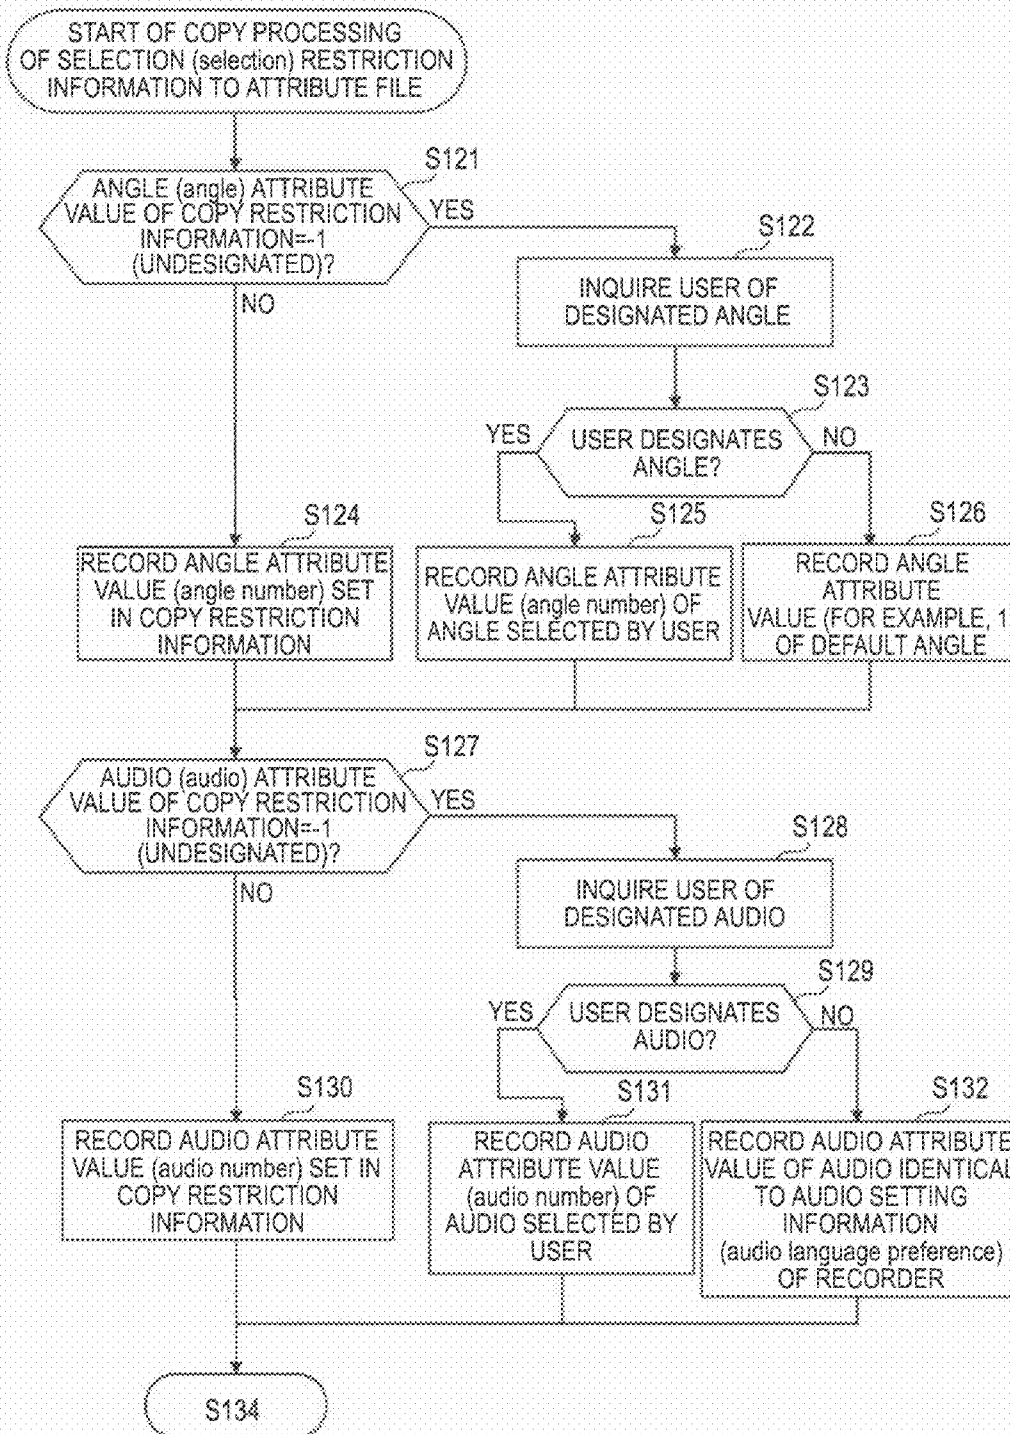 START OF COPY PROCESSING
OF SELECTION (selection) RESTRICTION
INFORMATION TO ATTRIBUTE FILE
S121
ANGLE (angle) ATTRIBUTE
VALUE OF COPY RESTRICTION
INFORMATION=-1
(UNDESIGNATED)?
YES
NO
S122
INQUIRE USER OF
DESIGNATED ANGLE
S123
USER DESIGNATES
ANGLE?
YES
NO
S124
RECORD ANGLE ATTRIBUTE
VALUE (angle number) SET
IN COPY RESTRICTION
INFORMATION
S125
RECORD ANGLE ATTRIBUTE
VALUE (angle number) OF
ANGLE SELECTED BY USER
S126
RECORD ANGLE
ATTRIBUTE
VALUE (FOR EXAMPLE, 1
OF DEFAULT ANGLE
S127
AUDIO (audio) ATTRIBUTE
VALUE OF COPY RESTRICTION
INFORMATION=-1
(UNDESIGNATED)?
YES
NO
S128
INQUIRE USER OF
DESIGNATED AUDIO
S129
USER DESIGNATES
AUDIO?
YES
NO
S130
RECORD AUDIO ATTRIBUTE
VALUE (audio number) SET IN
COPY RESTRICTION
INFORMATION
S131
RECORD AUDIO
ATTRIBUTE VALUE
(audio number) OF
AUDIO SELECTED BY
USER
S132
RECORD AUDIO ATTRIBUTE
VALUE OF AUDIO IDENTICAL
TO AUDIO SETTING
INFORMATION
(audio language preference)
OF RECORDER
S134